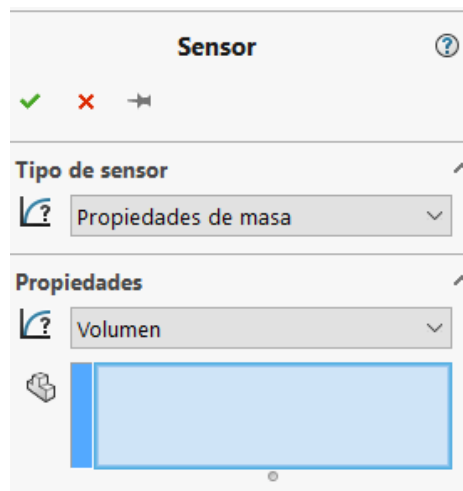 Sensor
Tipo de sensor
Propiedades de masa
Propiedades
Volumen